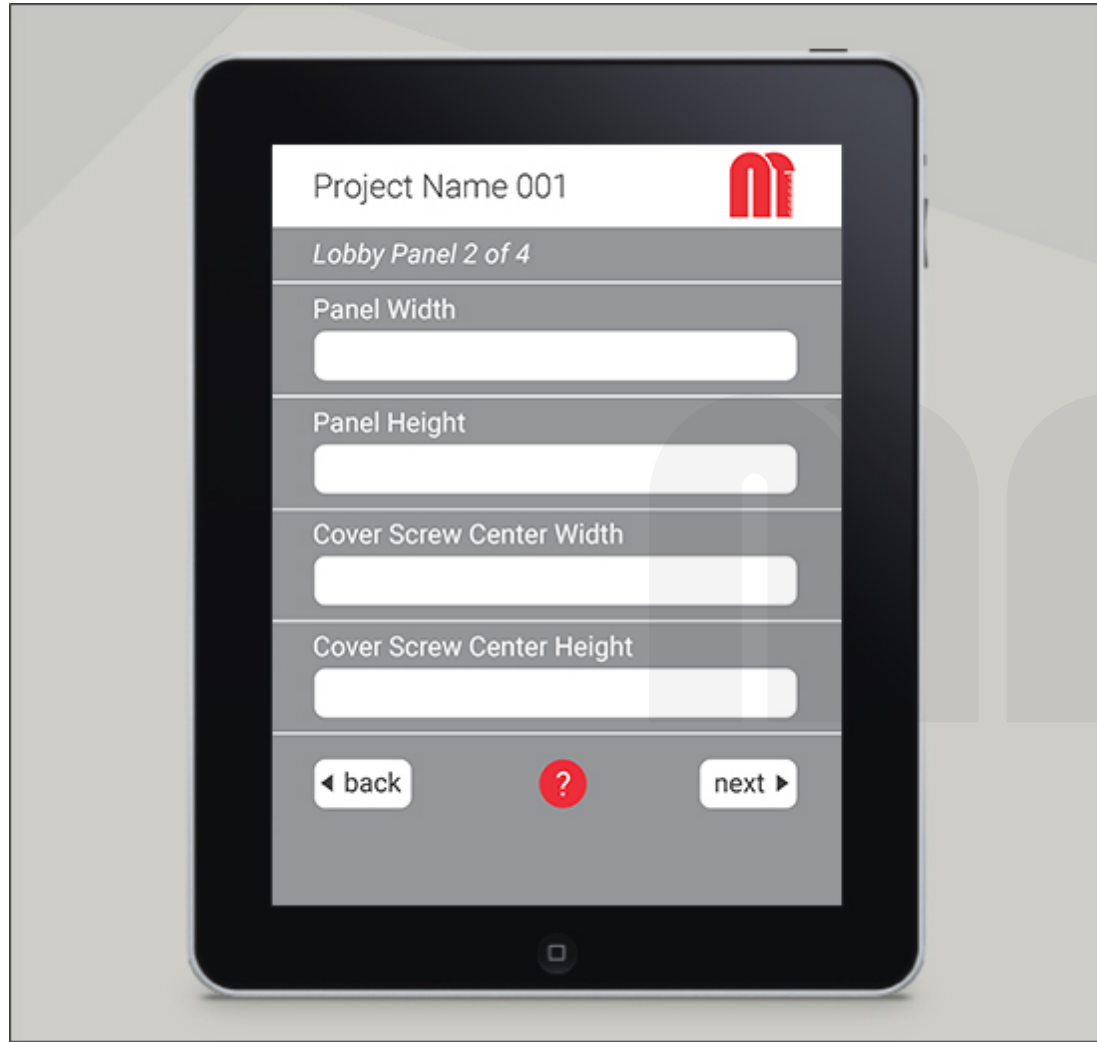 Project Name 001
Lobby Panel 2 of 4
Panel Width
Panel Height
Cover Screw Center Width
Cover Screw Center Height
back
?
next